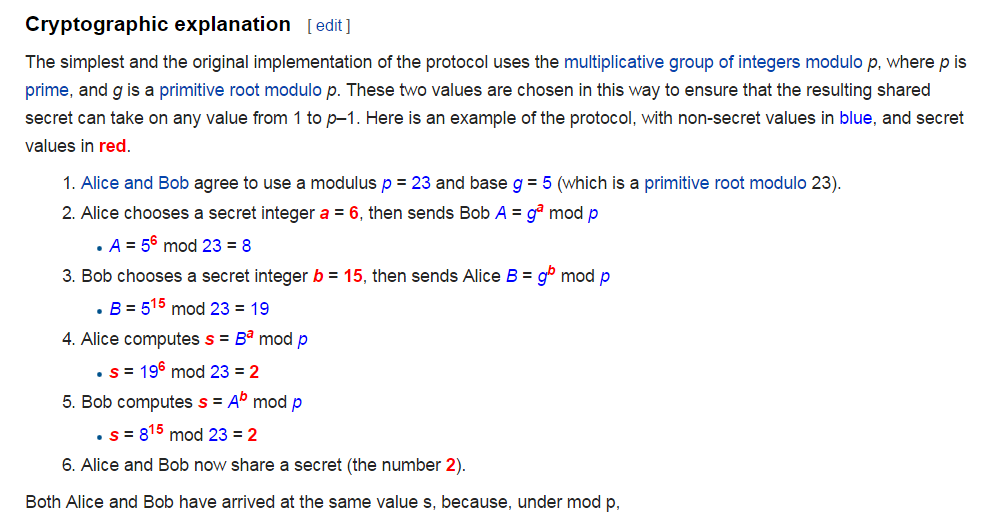 Cryptographic explanation [ edit ]
The simplest and the original implementation of the protocol uses the multiplicative group of integers modulo p, where p is
prime, and g is a primitive root modulo p. These two values are chosen in this way to ensure that the resulting shared
secret can take on any value from 1 to p–1. Here is an example of the protocol, with non-secret values in blue, and secret
values in red.
1. Alice and Bob agree to use a modulus p = 23 and base g = 5 (which is a primitive root modulo 23).
2. Alice chooses a secret integer a = 6, then sends Bob A = gᵃ mod p
• A = 5⁶ mod 23 = 8
3. Bob chooses a secret integer b = 15, then sends Alice B = gᵇ mod p
• B = 5¹⁵ mod 23 = 19
4. Alice computes s = Bᵃ mod p
• s = 19⁶ mod 23 = 2
5. Bob computes s = Aᵇ mod p
• s = 8¹⁵ mod 23 = 2
6. Alice and Bob now share a secret (the number 2).
Both Alice and Bob have arrived at the same value s, because, under mod p,